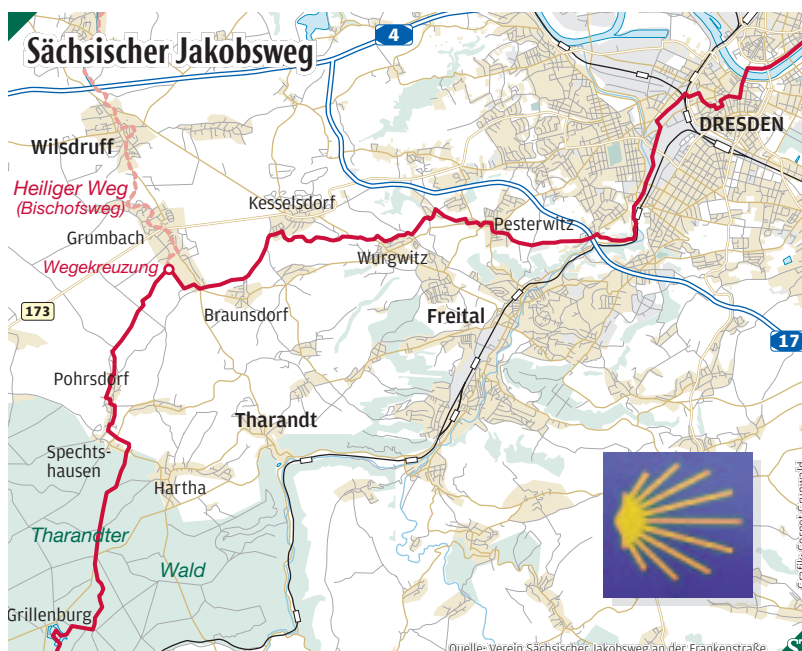 Sächsischer Jakobsweg
4
DRESDEN
Wilsdruff
Heiliger Weg
(Bischofsweg)
Kesselsdorf
Pesterwitz
Grumbach
Wurgwitz
Wegekreuzung
173
Braunsdorf
Freital
17
Pohrsdorf
Tharandt
Spechts-
hausen
Hartha
Tharandter
Wald
Grillenburg
Quelle: Verein Sächsischer Jakobsweg an der Frankenstraße